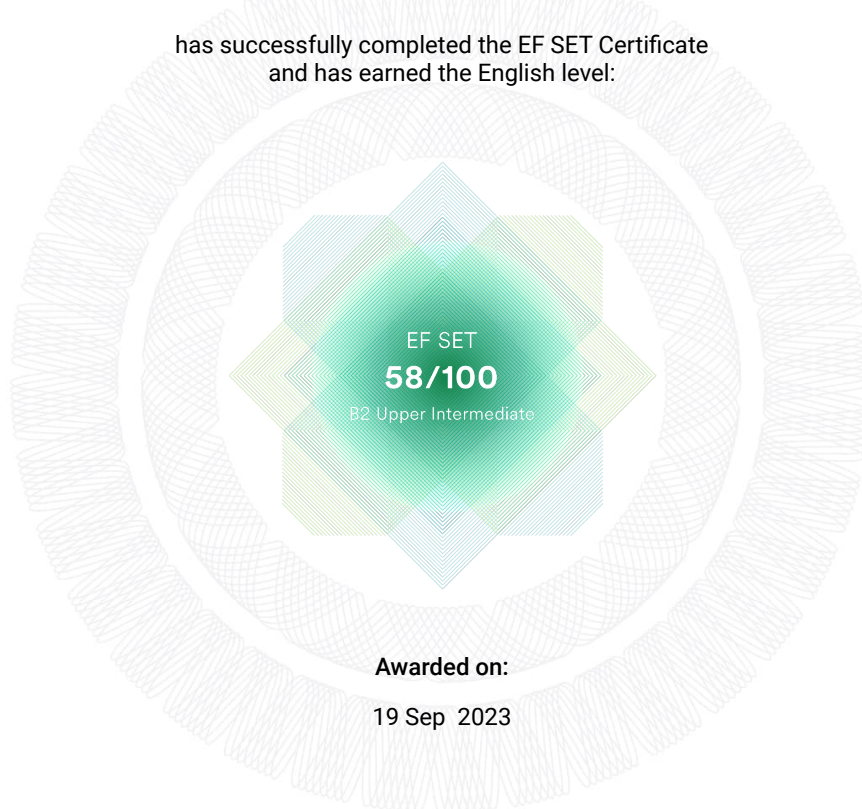 has successfully completed the EF SET Certificate
and has earned the English level:
EF SET
58/100
B2 Upper Intermediate
Awarded on:
19 Sep 2023